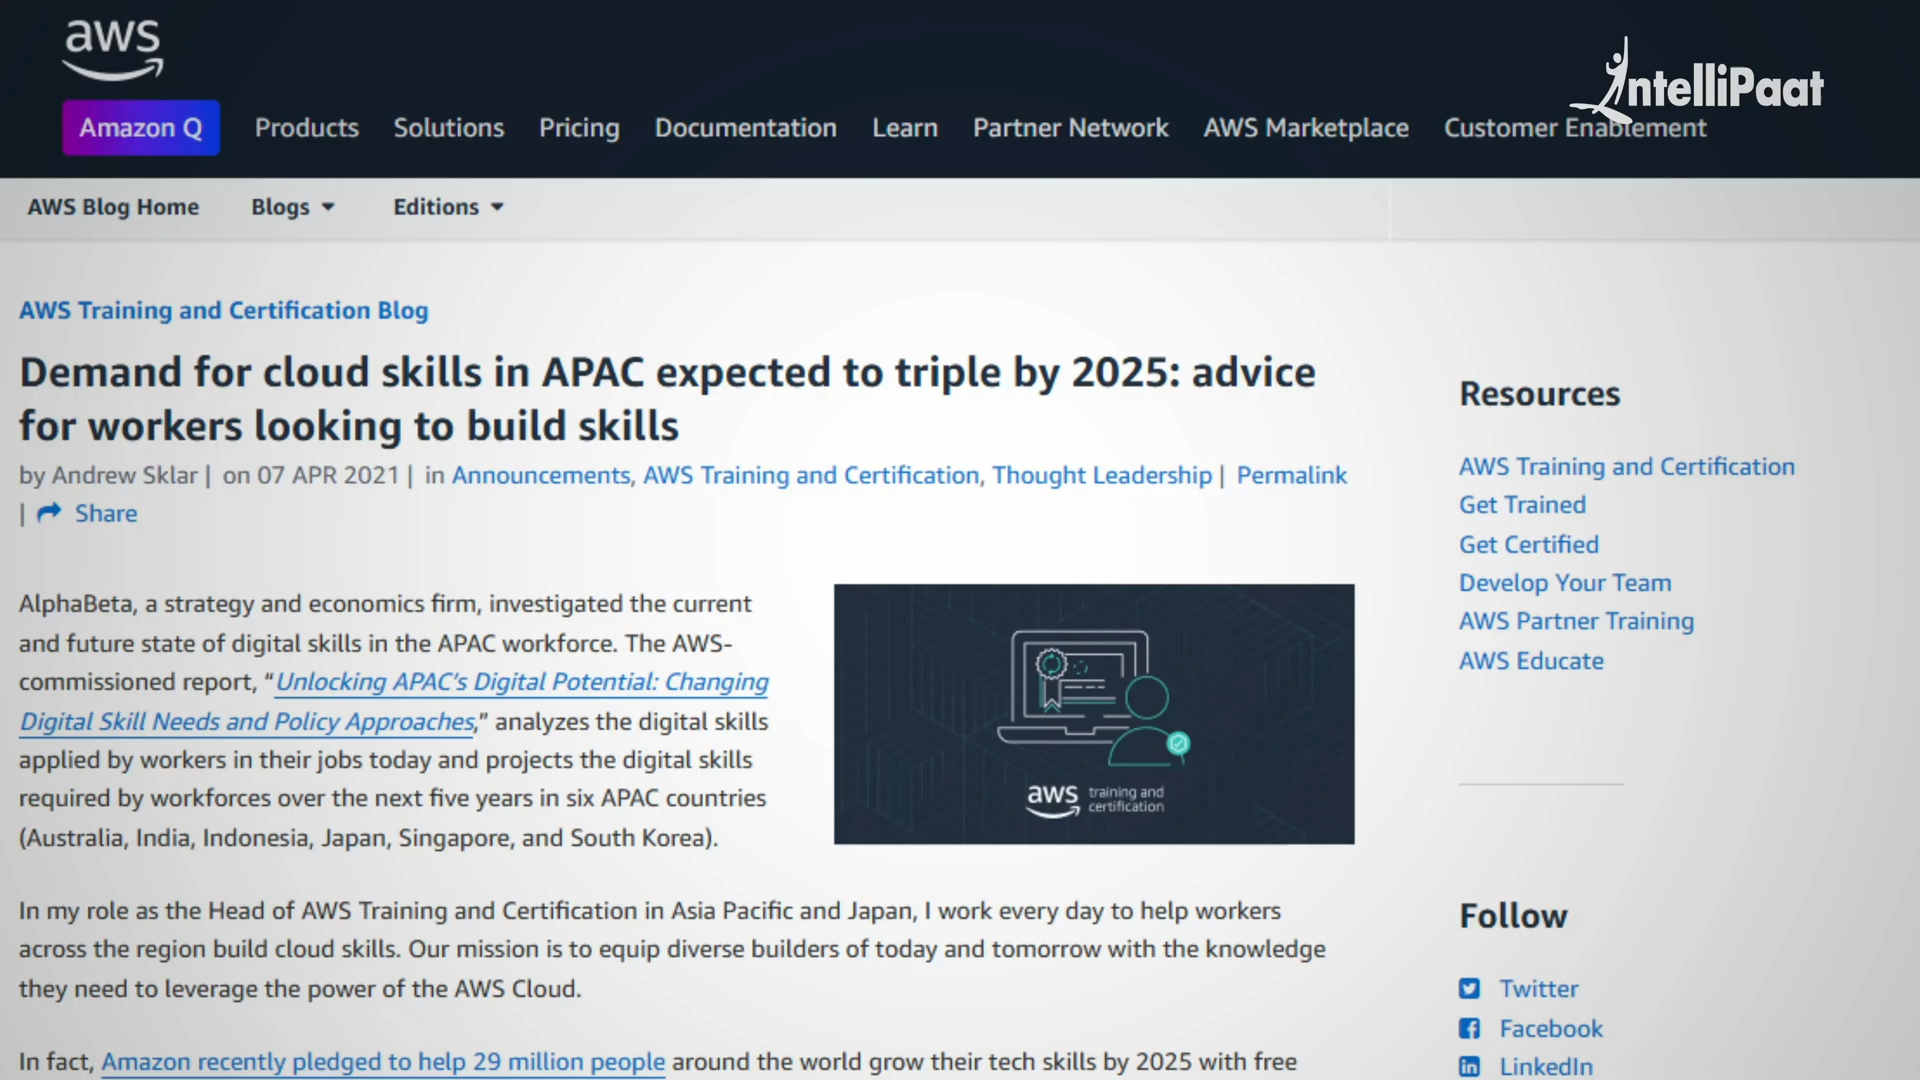 aws
IntelliPaat
Amazon Q Products Solutions Pricing Documentation Learn Partner Network AWS Marketplace Customer Enablement
AWS Blog Home Blogs Editions
AWS Training and Certification Blog
Demand for cloud skills in APAC expected to triple by 2025: advice
for workers looking to build skills
by Andrew Sklar | on 07 APR 2021 | in Announcements, AWS Training and Certification, Thought Leadership | Permalink
| Share
AlphaBeta, a strategy and economics firm, investigated the current
and future state of digital skills in the APAC workforce. The AWS-
commissioned report, “Unlocking APAC’s Digital Potential: Changing
Digital Skill Needs and Policy Approaches,” analyzes the digital skills
applied by workers in their jobs today and projects the digital skills
required by workforces over the next five years in six APAC countries
(Australia, India, Indonesia, Japan, Singapore, and South Korea).
aws training and
certification
In my role as the Head of AWS Training and Certification in Asia Pacific and Japan, I work every day to help workers
across the region build cloud skills. Our mission is to equip diverse builders of today and tomorrow with the knowledge
they need to leverage the power of the AWS Cloud.
In fact, Amazon recently pledged to help 29 million people around the world grow their tech skills by 2025 with free
Resources
AWS Training and Certification
Get Trained
Get Certified
Develop Your Team
AWS Partner Training
AWS Educate
Follow
Twitter
Facebook
LinkedIn